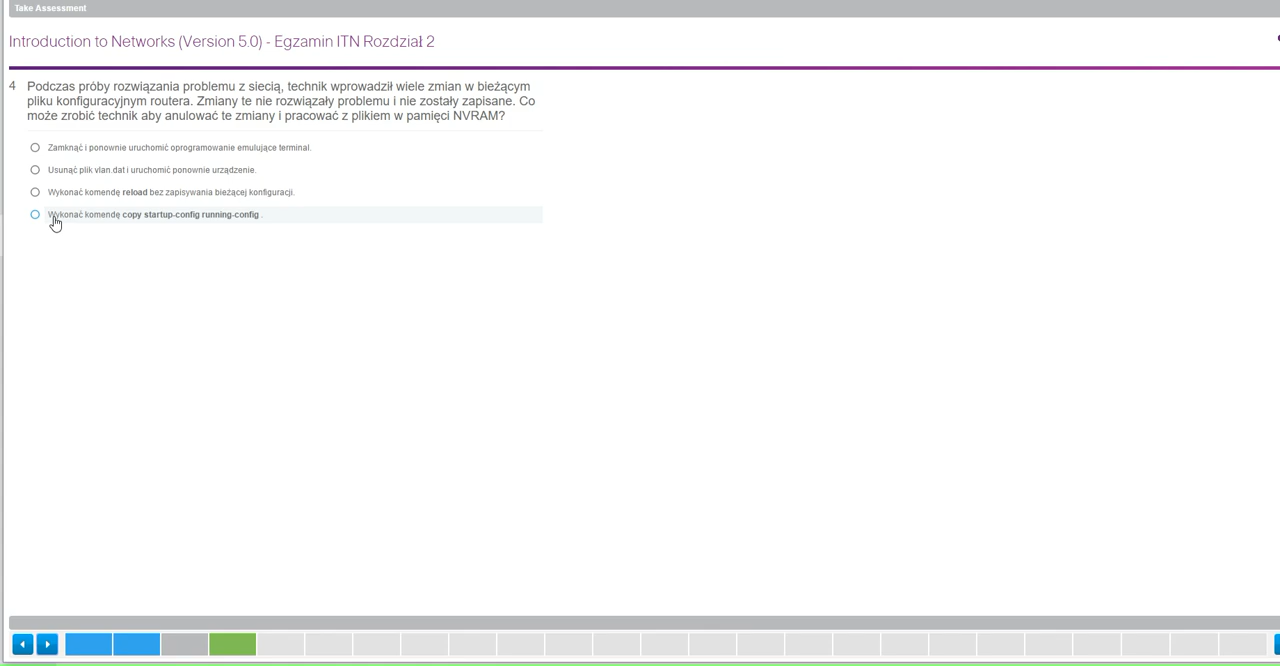 Take Assessment
Introduction to Networks (Version 5.0) - Egzamin ITN Rozdział 2
4 Podczas próby rozwiązania problemu z siecią, technik wprowadził wiele zmian w bieżącym
pliku konfiguracyjnym routera. Zmiany te nie rozwiązały problemu i nie zostały zapisane. Co
może zrobić technik aby anulować te zmiany i pracować z plikiem w pamięci NVRAM?
Zamknąć i ponownie uruchomić oprogramowanie emulujące terminal.
Usunąć plik vlan.dat i uruchomić ponownie urządzenie.
Wykonać komendę reload bez zapisywania bieżącej konfiguracji.
Wykonać komendę copy startup-config running-config .